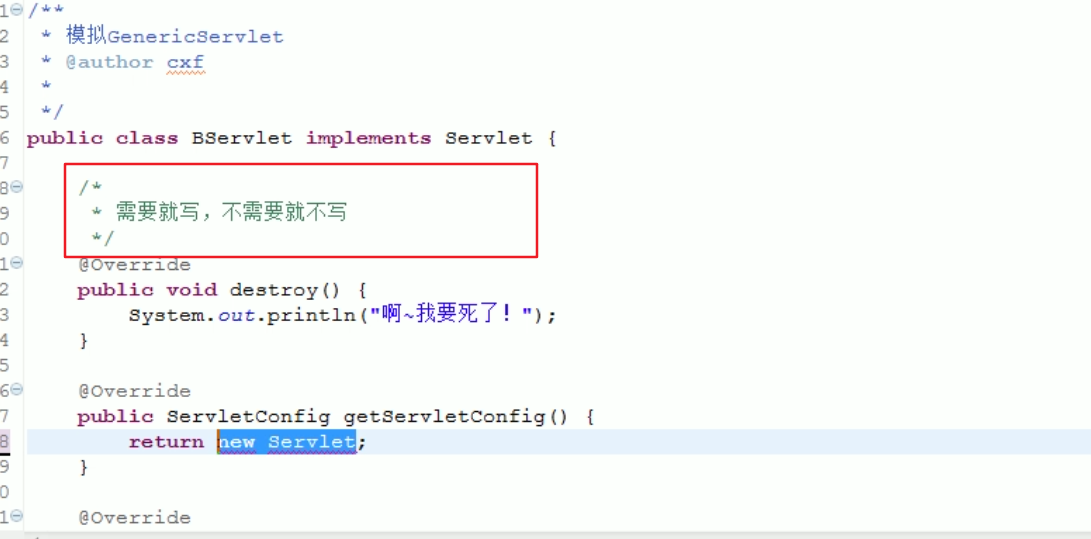 1 /**
2 * 模拟GenericServlet
3 * @author cxf
4 *
5 */
6 public class BServlet implements Servlet {
7
8 /*
9 * 需要就写，不需要就不写
0 */
1 @Override
2 public void destroy() {
3 System.out.println("啊~我要死了！");
4 }
5
6 @Override
7 public ServletConfig getServletConfig() {
8 return new Servlet;
9 }
0
1 @Override